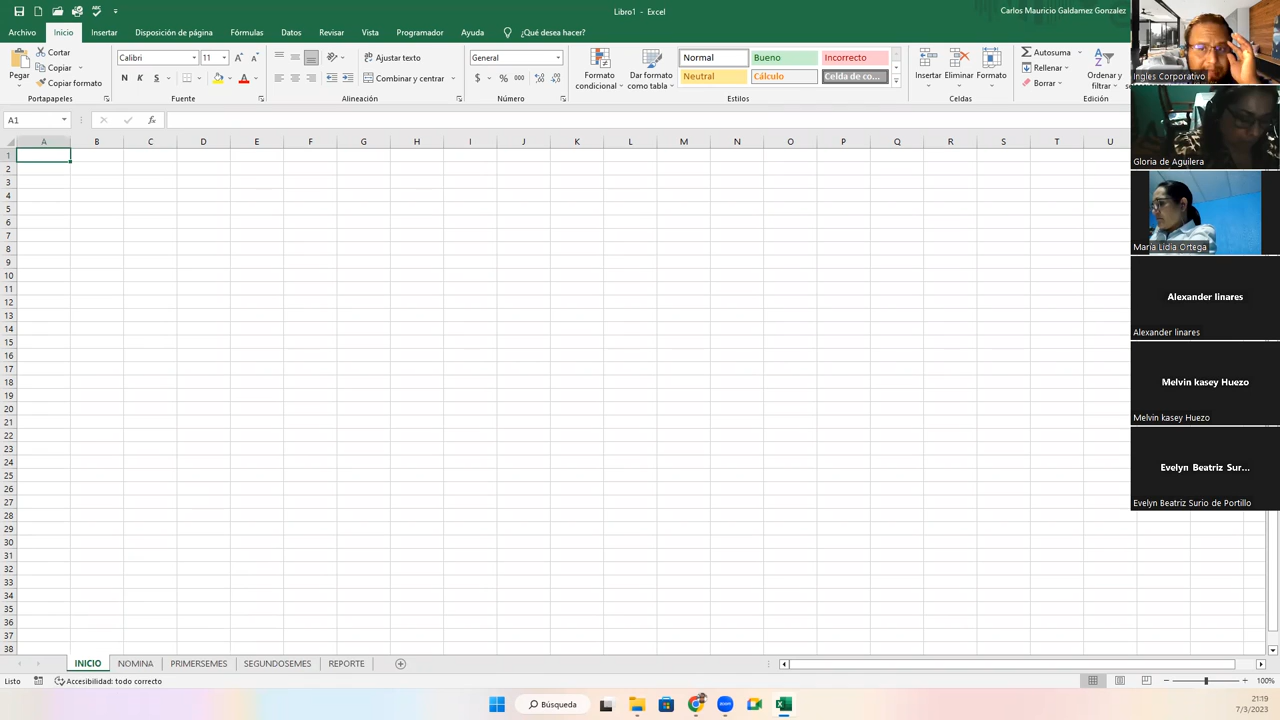 Libro1 - Excel
Carlos Mauricio Galdamez Gonzalez
Archivo Inicio Insertar Disposición de página Fórmulas Datos Revisar Vista Programador Ayuda ¿Qué desea hacer?
Pegar
Cortar
Copiar
Copiar formato
Portapapeles
Calibri 11
N K S
Fuente
Ajustar texto
Combinar y centrar
Alineación
General
$ % 000
Número
Formato condicional
Dar formato como tabla
Normal Bueno Incorrecto
Neutral Cálculo Celda de co...
Estilos
Insertar Eliminar Formato
Celdas
Autosuma
Rellenar
Borrar
Ordenar y filtrar
Edición
A1
fx
A B C D E F G H I J K L M N O P Q R S T U
1
2
3
4
5
6
7
8
9
10
11
12
13
14
15
16
17
18
19
20
21
22
23
24
25
26
27
28
29
30
31
32
33
34
35
36
37
38
Ingles Corporativo
Gloria de Aguilera
María Lidia Ortega
Alexander linares
Alexander linares
Melvin kasey Huezo
Melvin kasey Huezo
Evelyn Beatriz Sur...
Evelyn Beatriz Surio de Portillo
INICIO NOMINA PRIMERSEMES SEGUNDOSEMES REPORTE
Listo Accesibilidad: todo correcto
100%
Búsqueda
21:19
7/3/2023